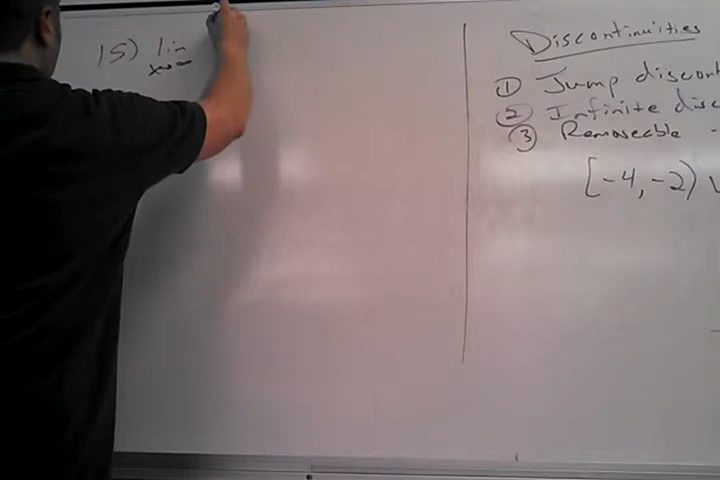 15) lim
x→∞
Discontinuities
① Jump discont
② Infinite disc
③ Removeable -
[-4, -2)